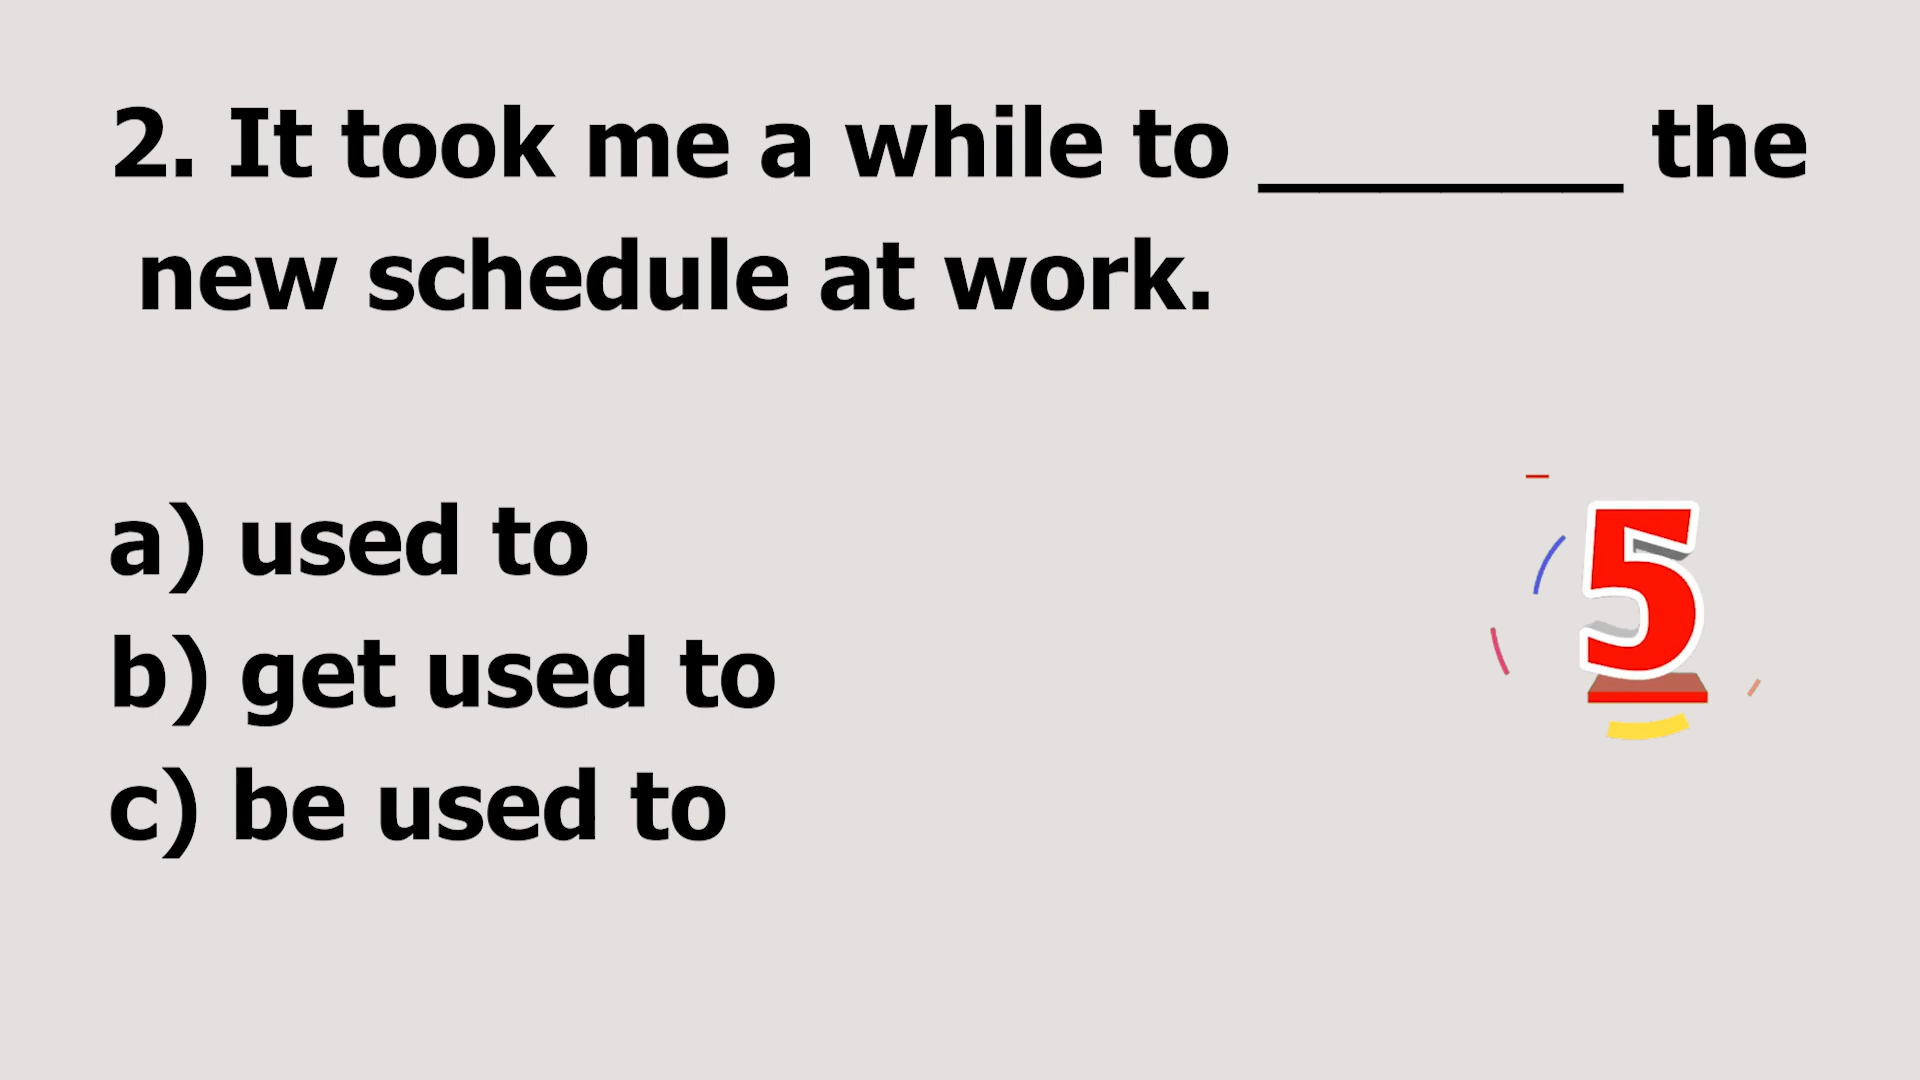 2. It took me a while to ______ the
new schedule at work.
a) used to
b) get used to
c) be used to
5